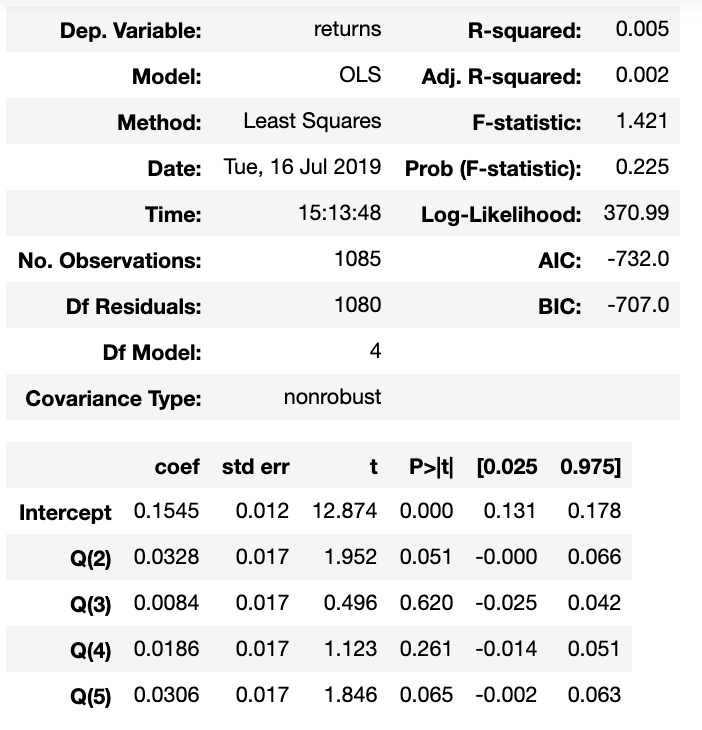 Dep. Variable: returns R-squared: 0.005
Model: OLS Adj. R-squared: 0.002
Method: Least Squares F-statistic: 1.421
Date: Tue, 16 Jul 2019 Prob (F-statistic): 0.225
Time: 15:13:48 Log-Likelihood: 370.99
No. Observations: 1085 AIC: -732.0
Df Residuals: 1080 BIC: -707.0
Df Model: 4
Covariance Type: nonrobust
coef std err t P>|t| [0.025 0.975]
Intercept 0.1545 0.012 12.874 0.000 0.131 0.178
Q(2) 0.0328 0.017 1.952 0.051 -0.000 0.066
Q(3) 0.0084 0.017 0.496 0.620 -0.025 0.042
Q(4) 0.0186 0.017 1.123 0.261 -0.014 0.051
Q(5) 0.0306 0.017 1.846 0.065 -0.002 0.063